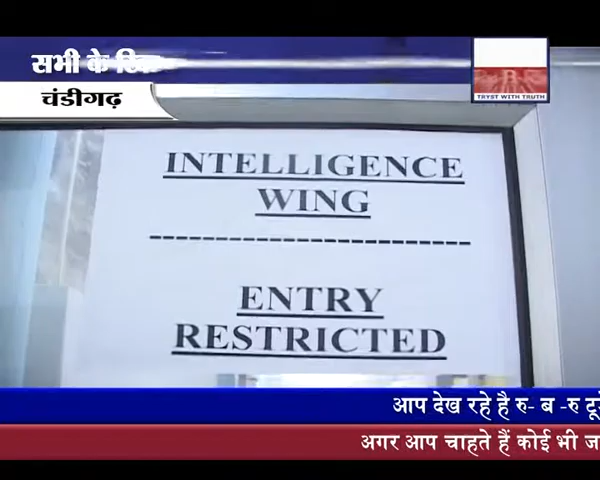 सभी के
चंडीगढ़
TRYST WITH TRUTH
INTELLIGENCE
WING
--------------------------------
ENTRY
RESTRICTED
आप देख रहे है रु- ब -रु
अगर आप चाहते हैं कोई भी